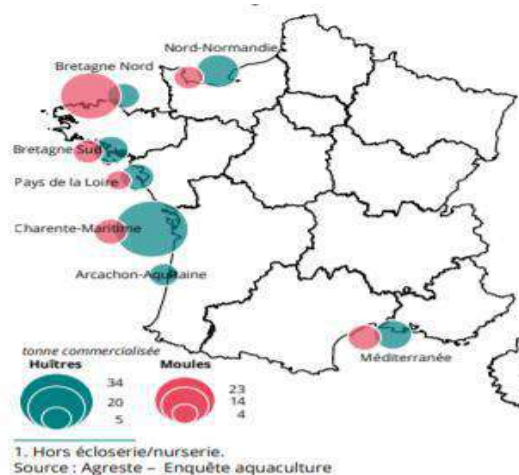 Nord-Normandie
Bretagne Nord
Bretagne Sud
Pays de la Loire
Charente-Maritime
Arcachon-Aquitaine
Méditerranée
tonne commercialisée
Huîtres Moules
34 23
20 14
5 4
1. Hors écloserie/nurserie.
Source : Agreste – Enquête aquaculture